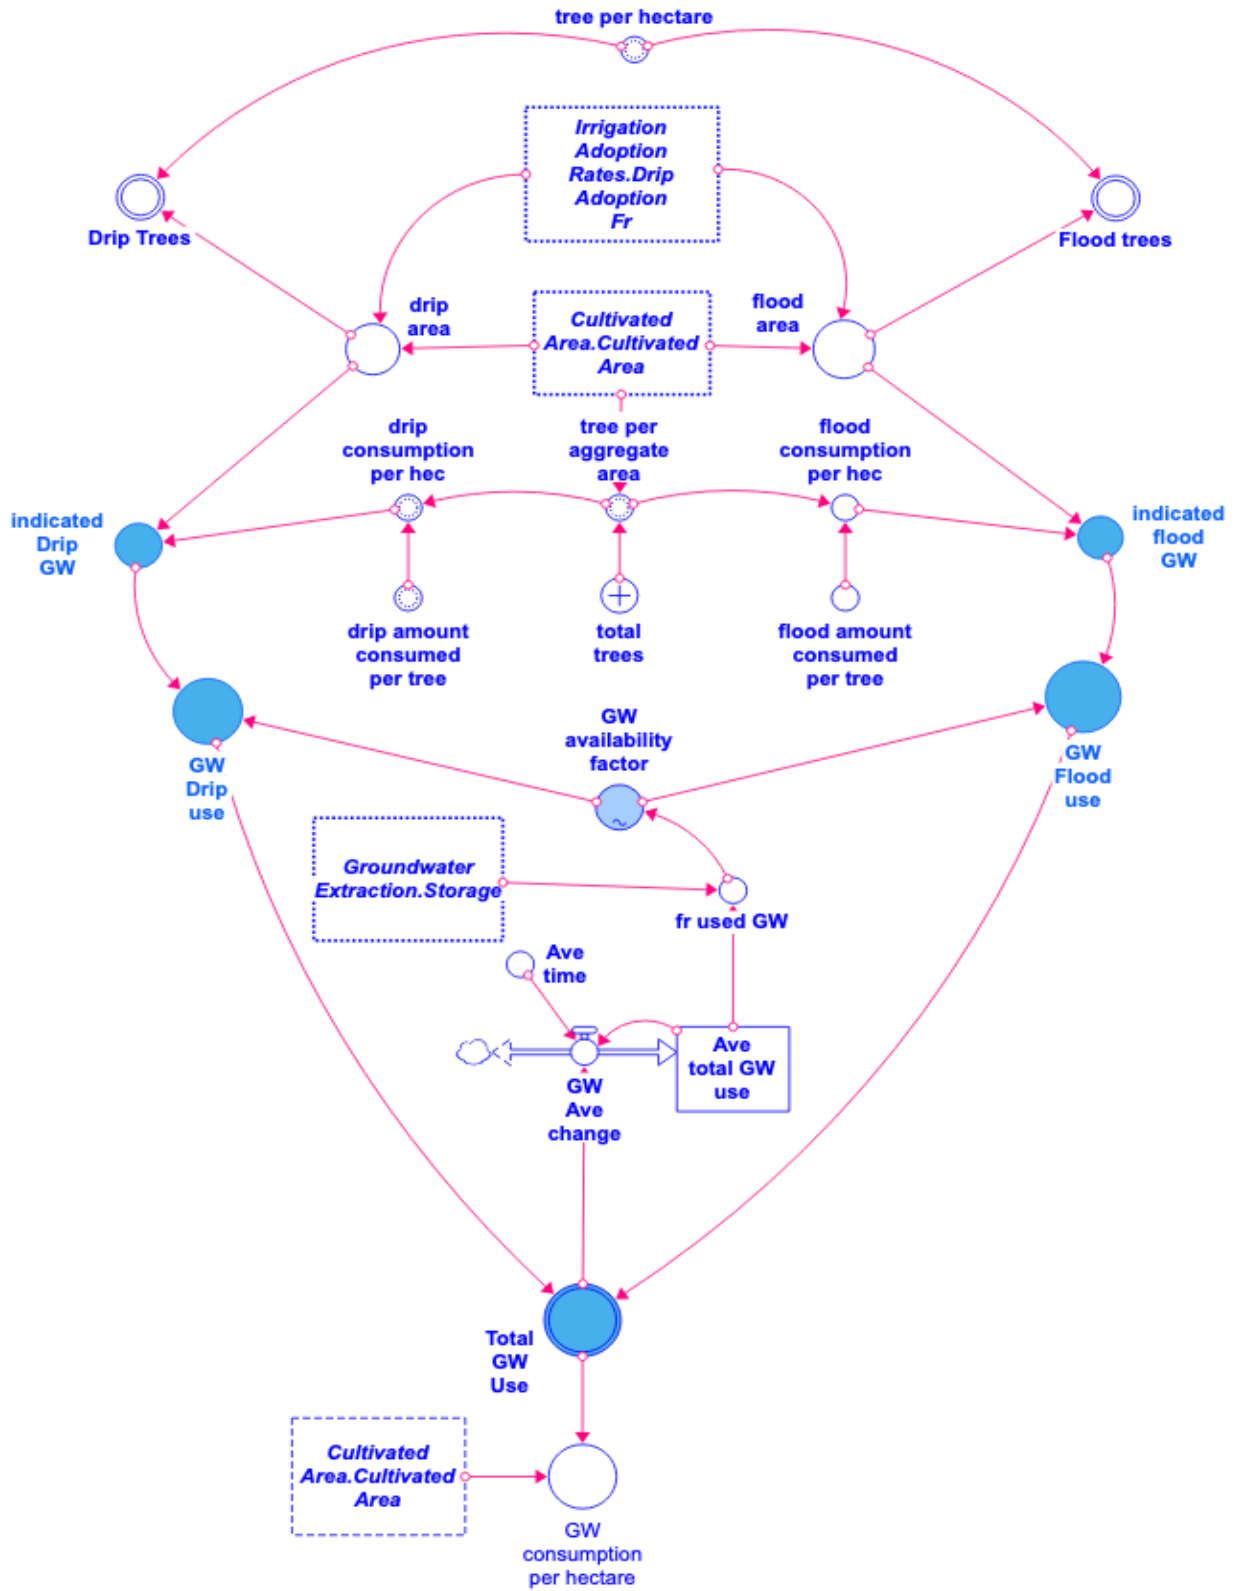 tree per hectare
Irrigation
Adoption
Rates.Drip
Adoption
Fr
Drip Trees
Flood trees
drip
area
Cultivated
Area.Cultivated
Area
flood
area
drip
consumption
per hec
tree per
aggregate
area
flood
consumption
per hec
indicated
Drip
GW
indicated
flood
GW
drip amount
consumed
per tree
total
trees
flood amount
consumed
per tree
GW
availability
factor
GW
Drip
use
GW
Flood
use
Groundwater
Extraction.Storage
fr used GW
Ave
time
Ave
total GW
use
GW
Ave
change
Total
GW
Use
Cultivated
Area.Cultivated
Area
GW
consumption
per hectare